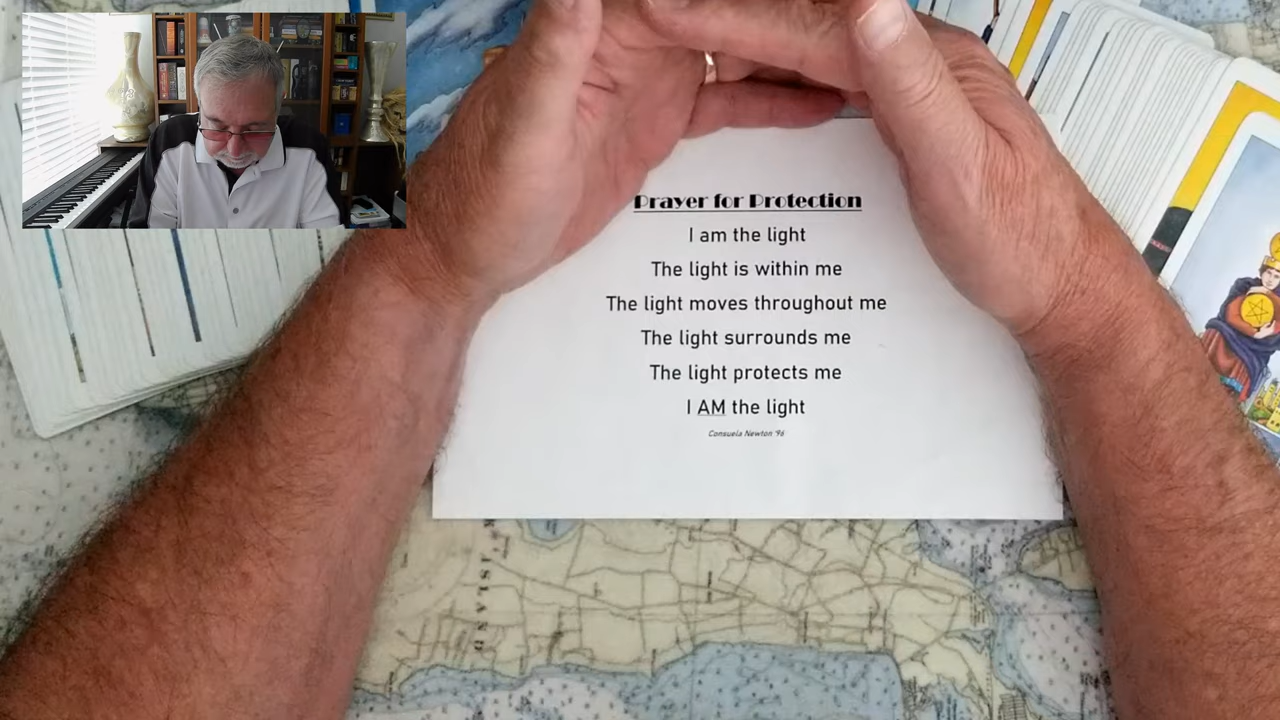 Prayer for Protection
I am the light
The light is within me
The light moves throughout me
The light surrounds me
The light protects me
I AM the light
Consuela Newton '96
ISLAND